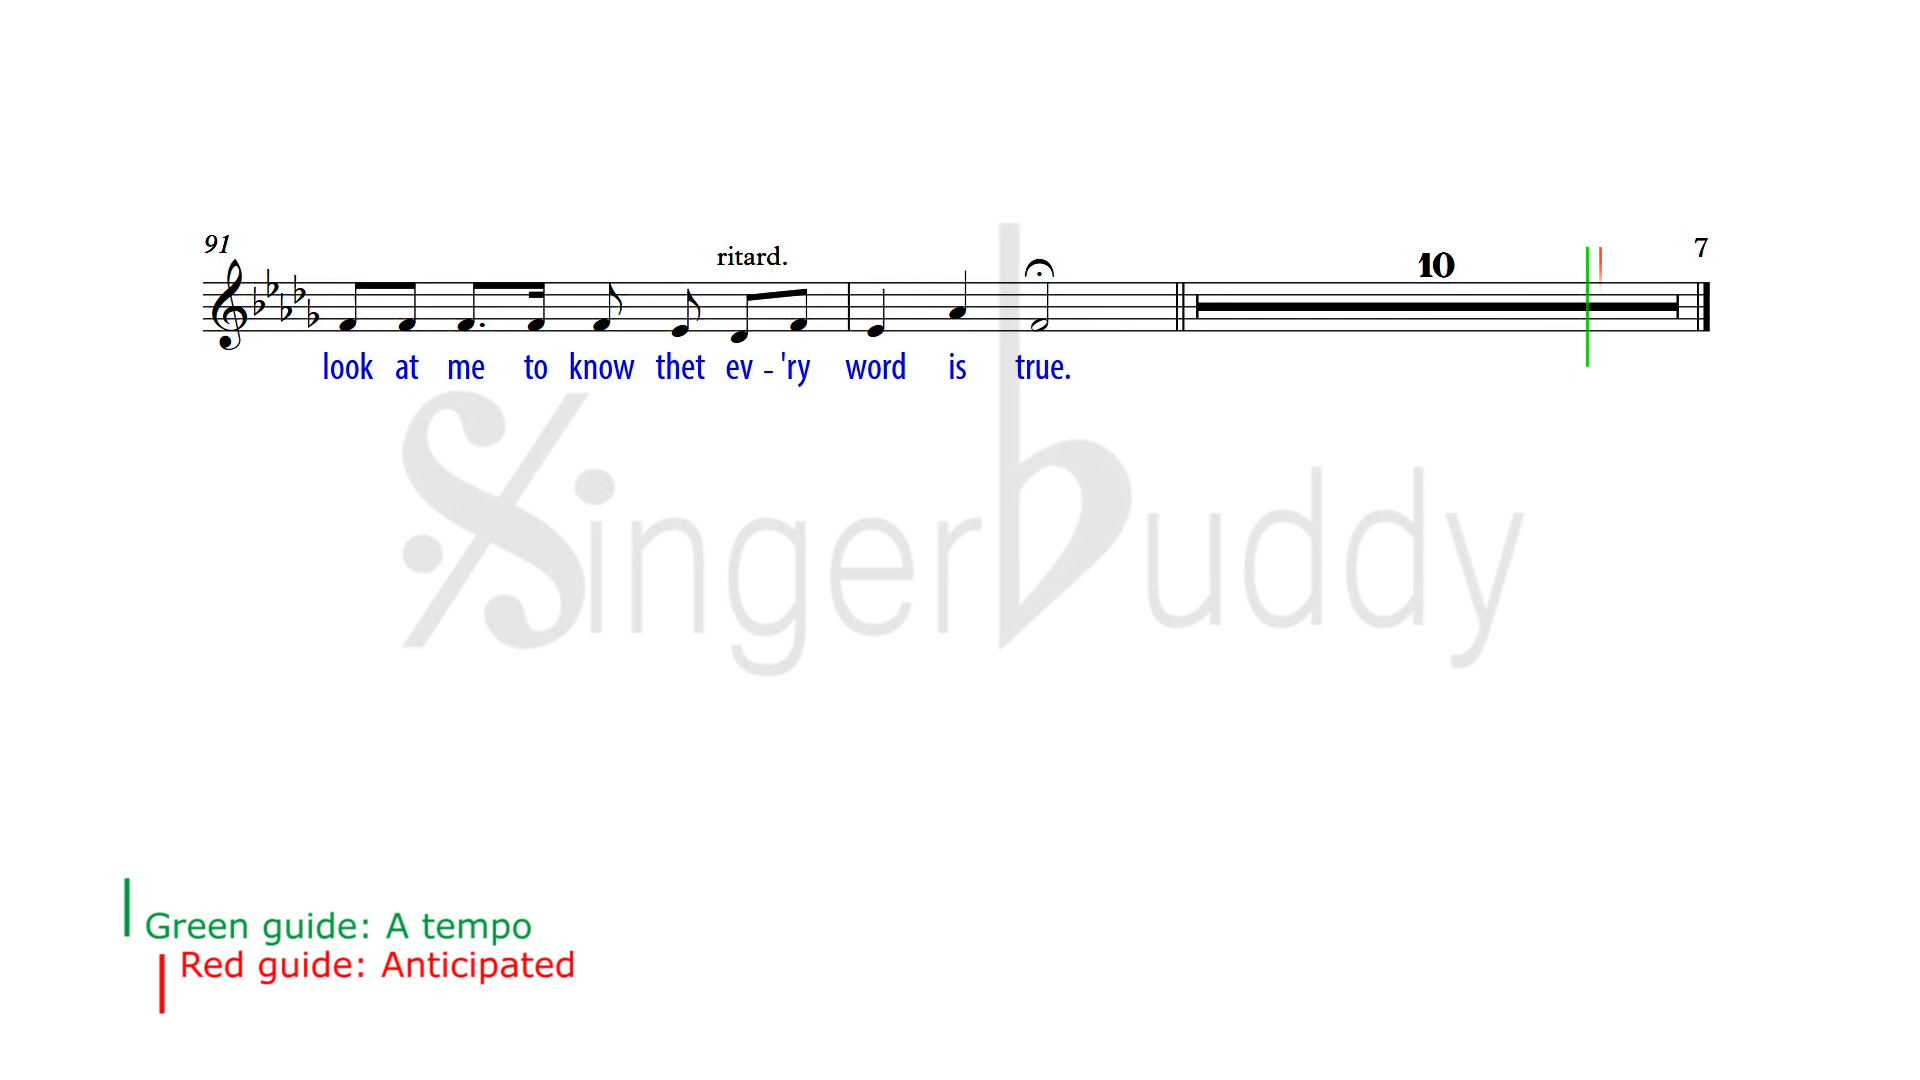 91
ritard.
10
7
look at me to know thet ev - 'ry word is true.
Singerbuddy
Green guide: A tempo
Red guide: Anticipated